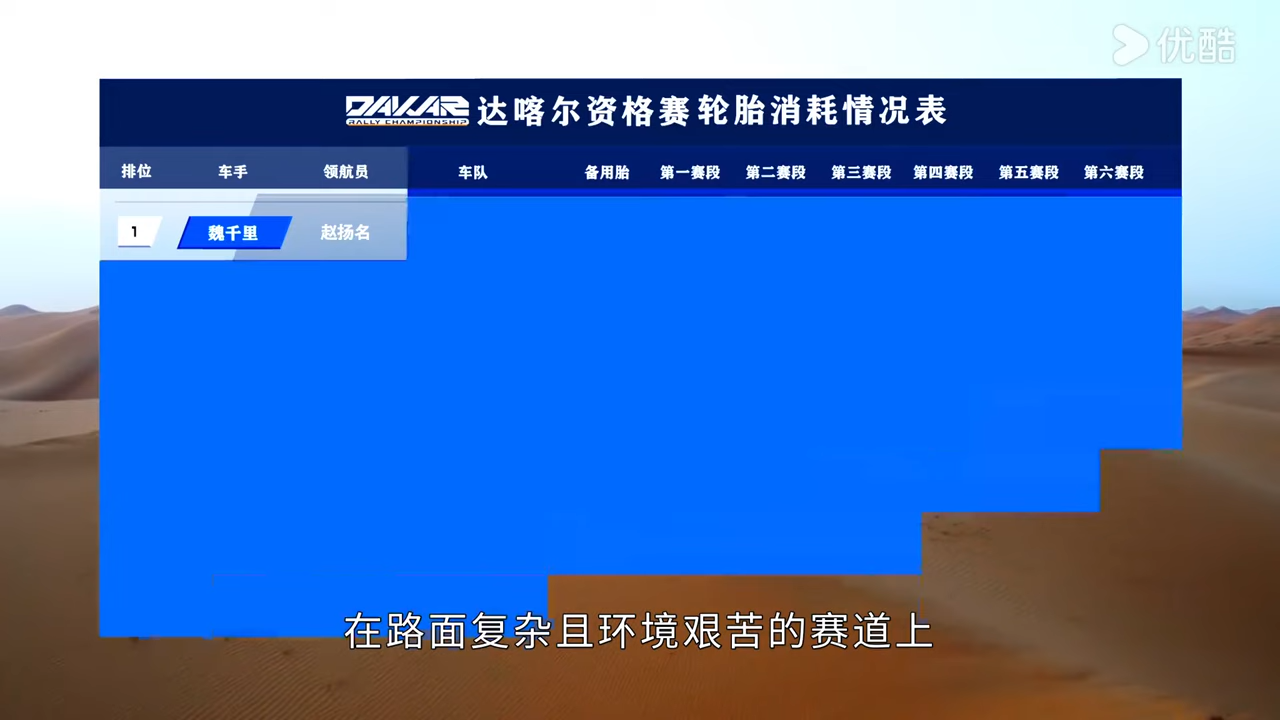 优酷
DAKAR RALLY CHAMPIONSHIP 达喀尔资格赛轮胎消耗情况表
排位 车手 领航员 车队 备用胎 第一赛段 第二赛段 第三赛段 第四赛段 第五赛段 第六赛段
1 魏千里 赵扬名
在路面复杂且环境艰苦的赛道上